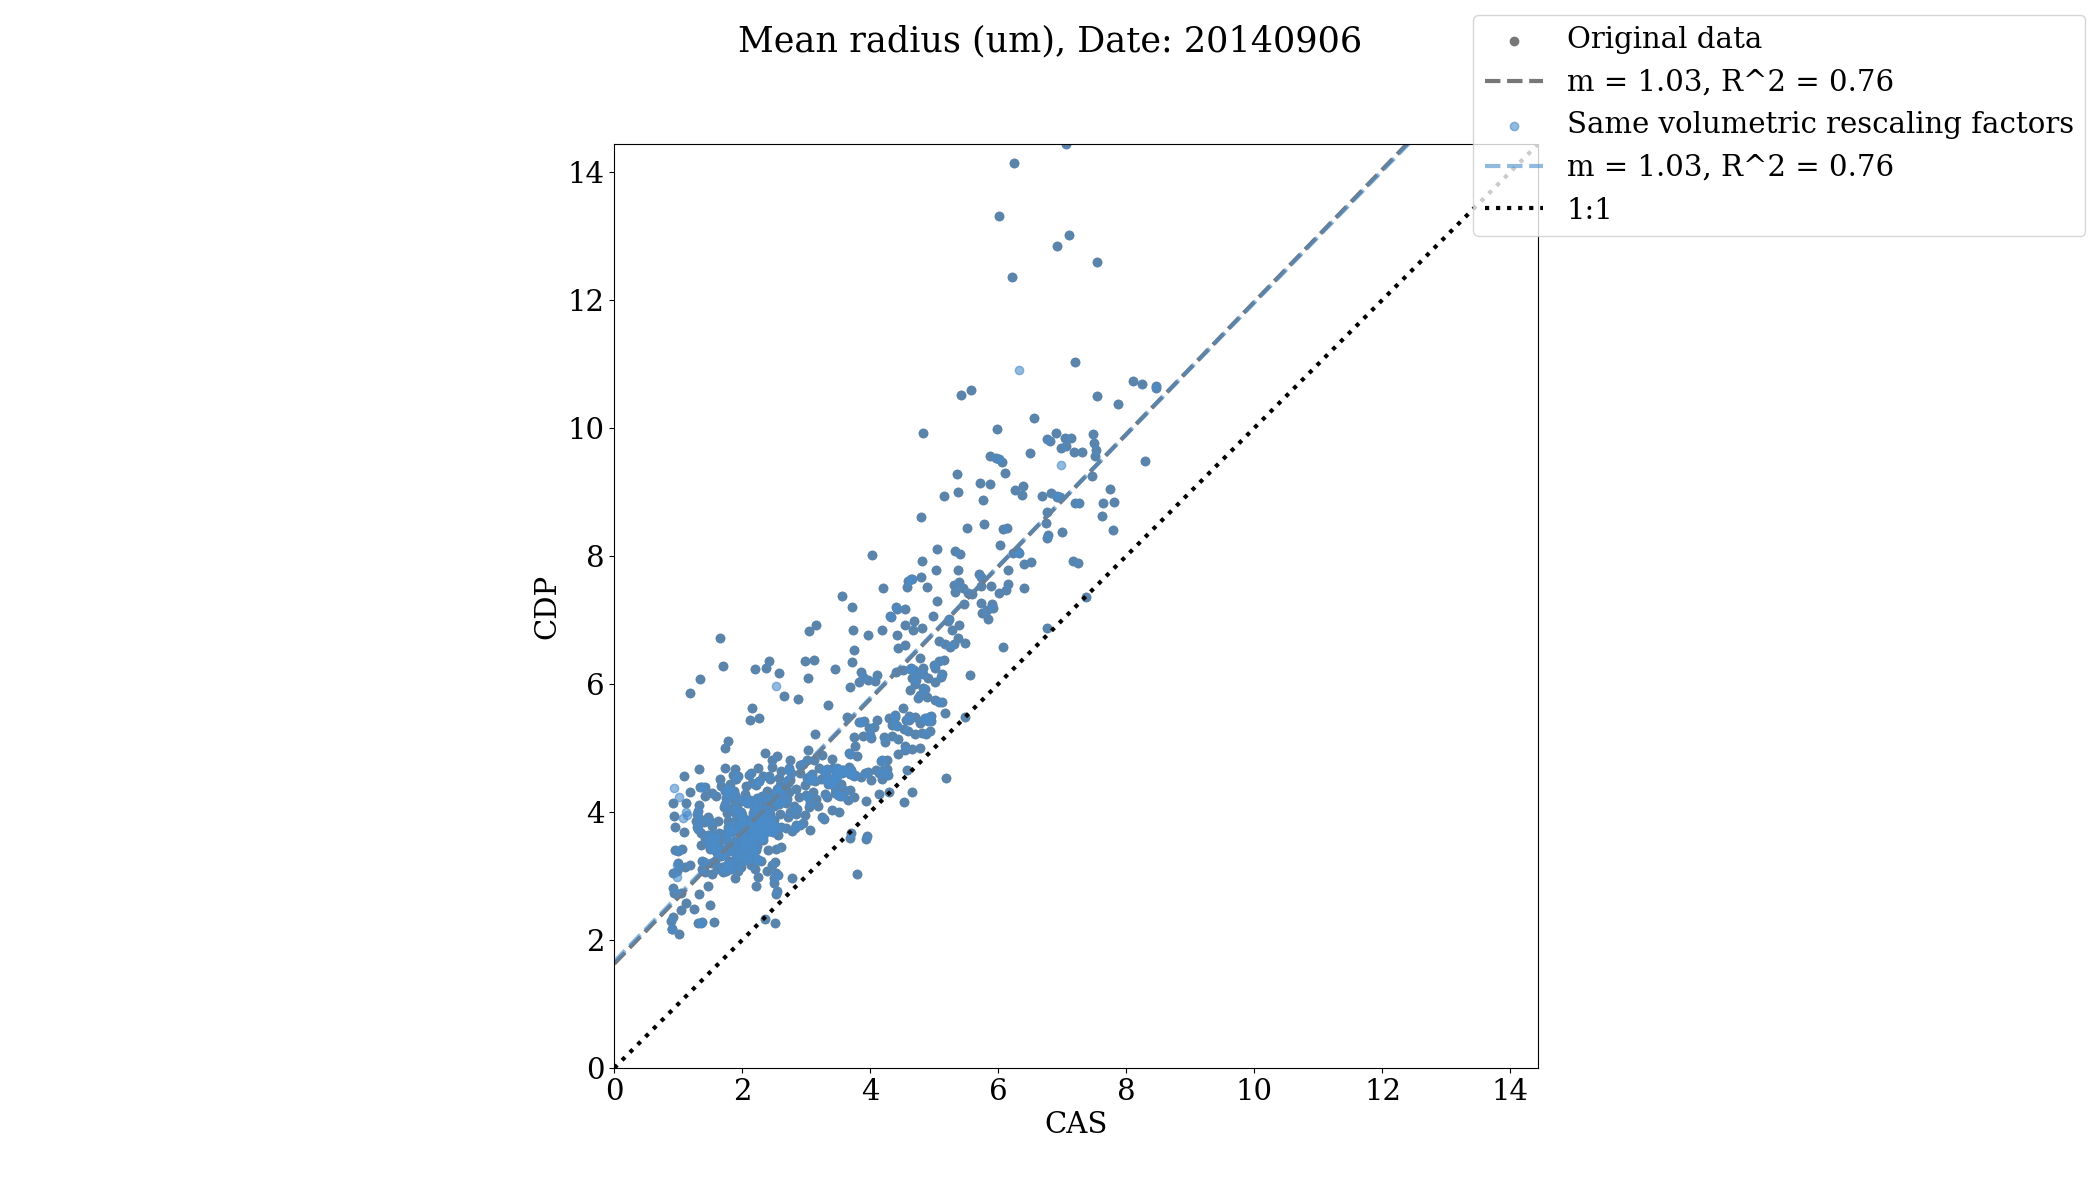 Mean radius (um), Date: 20140906
Original data
m = 1.03, R^2 = 0.76
Same volumetric rescaling factors
m = 1.03, R^2 = 0.76
1:1
14
12
10
8
6
4
2
0
CDP
0 2 4 6 8 10 12 14
CAS